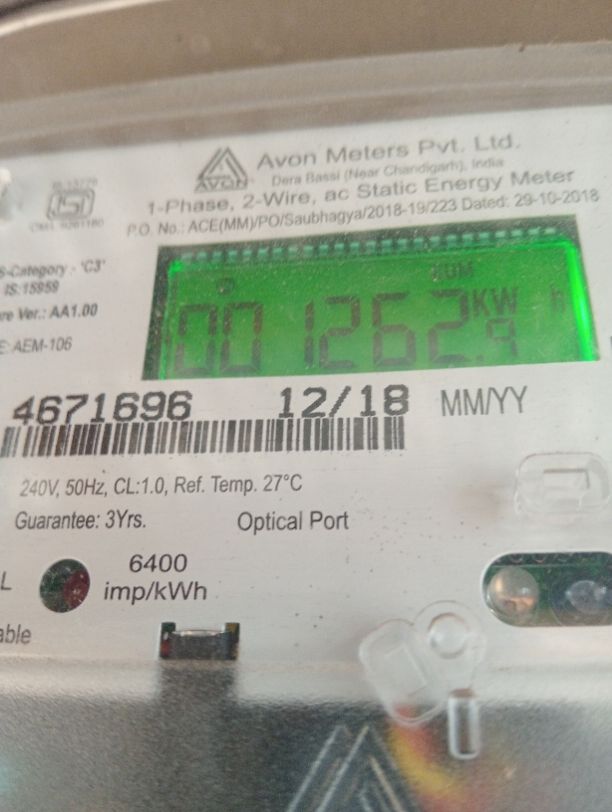 AVON
Avon Meters Pvt. Ltd.
Dera Bassi (Near Chandigarh), India
1-Phase, 2-Wire, ac Static Energy Meter
P.O. No.: ACE(MM)/PO/Saubhagya/2018-19/223 Dated: 29-10-2018
IS:13779
ISI
-Category - 'C3'
IS:15959
re Ver.: AA1.00
E: AEM-106
CUM
001262.9 KW h
4671696 12/18 MM/YY
240V, 50Hz, CL:1.0, Ref. Temp. 27°C
Guarantee: 3Yrs. Optical Port
L
6400
imp/kWh
able